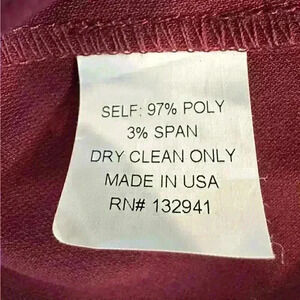 SELF: 97% POLY
3% SPAN
DRY CLEAN ONLY
MADE IN USA
RN# 132941